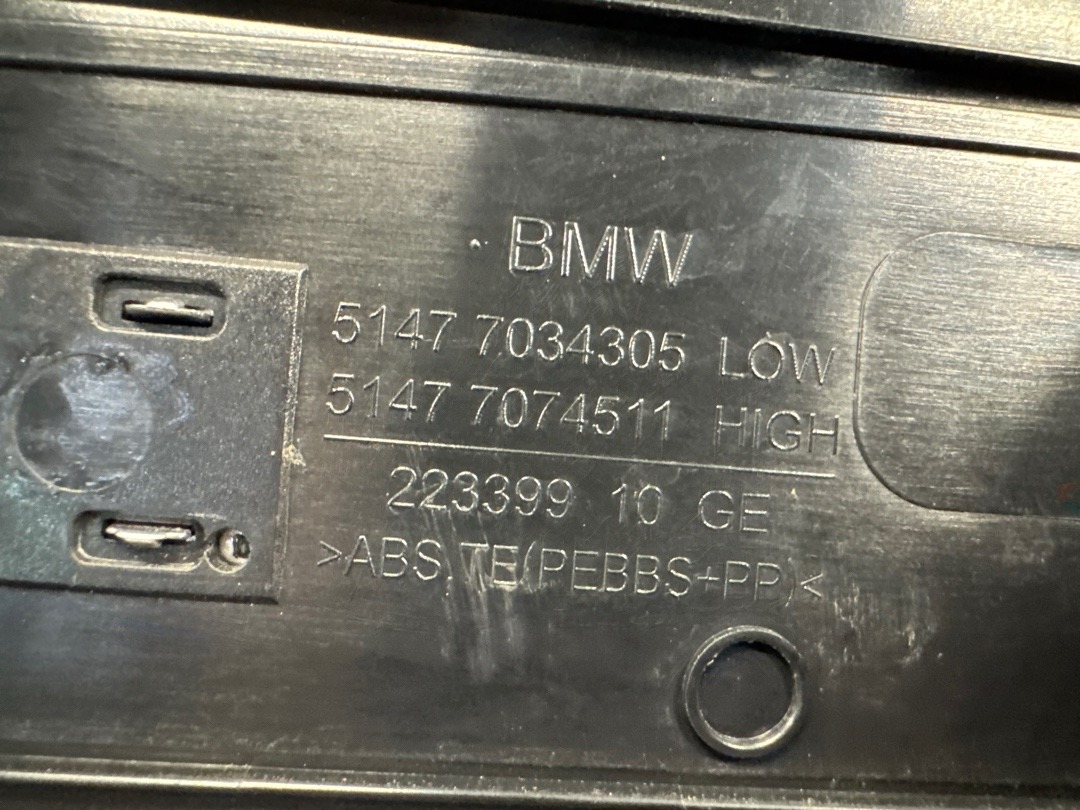 BMW
5147 7034305 LOW
5147 7074511 HIGH
223399 10 GE
>ABS,TE(PEBBS+PP)<